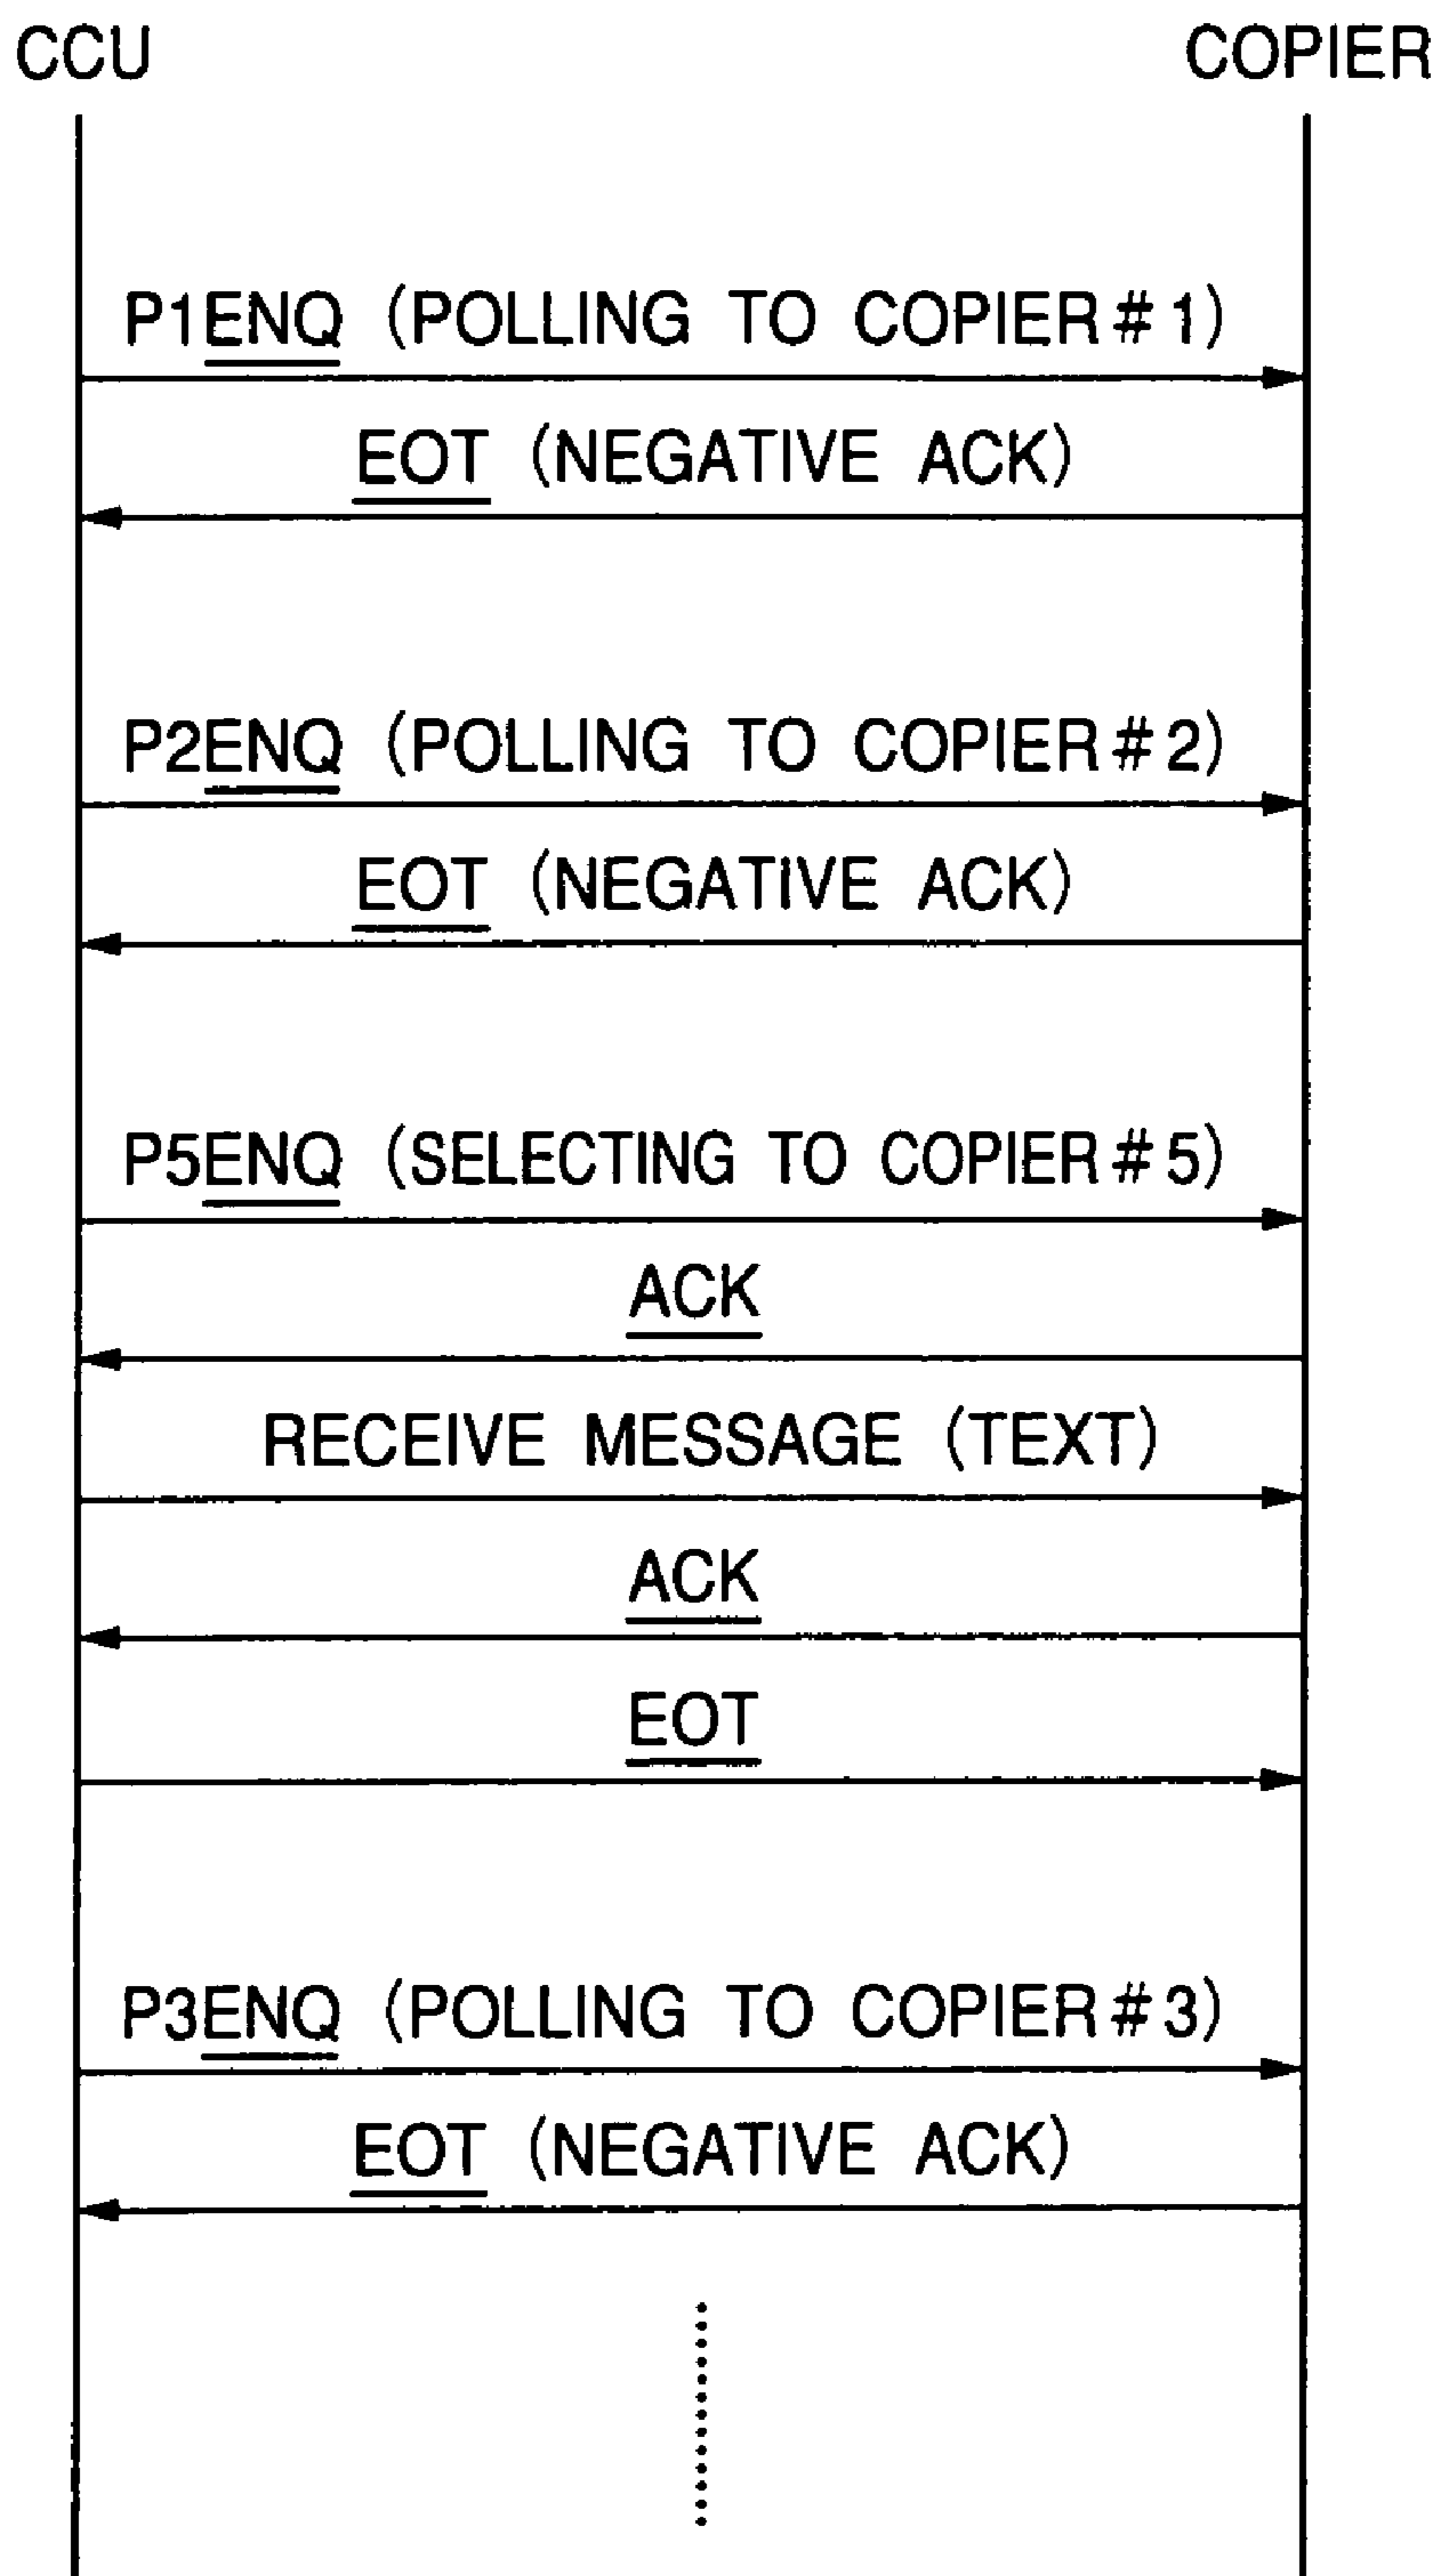 CCU COPIER
P1ENQ (POLLING TO COPIER#1)
EOT (NEGATIVE ACK)
P2ENQ (POLLING TO COPIER#2)
EOT (NEGATIVE ACK)
P5ENQ (SELECTING TO COPIER#5)
ACK
RECEIVE MESSAGE (TEXT)
ACK
EOT
P3ENQ (POLLING TO COPIER#3)
EOT (NEGATIVE ACK)